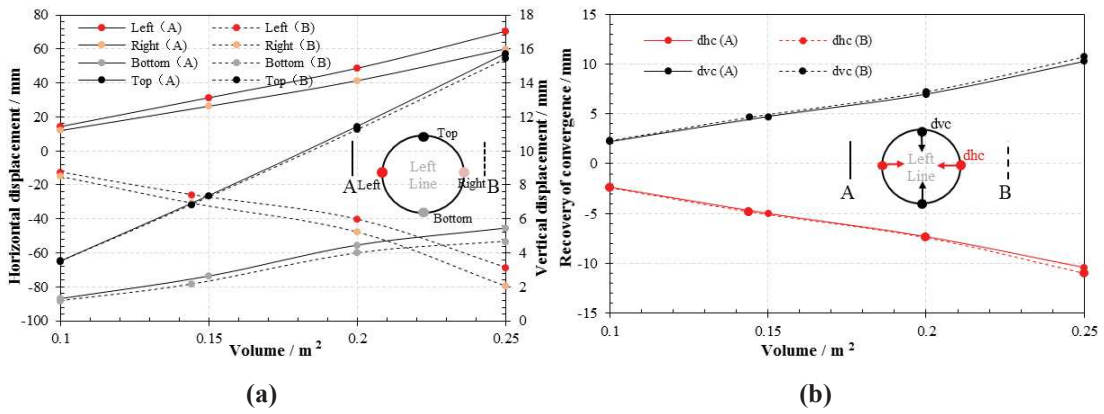 80
60
40
20
0
-20
-40
-60
-80
-100
Horizontal displacement / mm
Left (A)
Left (B)
Right (A)
Right (B)
Bottom (A)
Bottom (B)
Top (A)
Top (B)
Top
Left
Line
A
Left
Right
B
Bottom
18
16
14
12
10
8
6
4
2
0
Vertical displacement / mm
0.1
0.15
0.2
0.25
Volume / m²
(a)
15
10
5
0
-5
-10
-15
Recovery of convergence / mm
dhc (A)
dhc (B)
dvc (A)
dvc (B)
dvc
dhc
Left
Line
A
B
0.1
0.15
0.2
0.25
Volume / m²
(b)